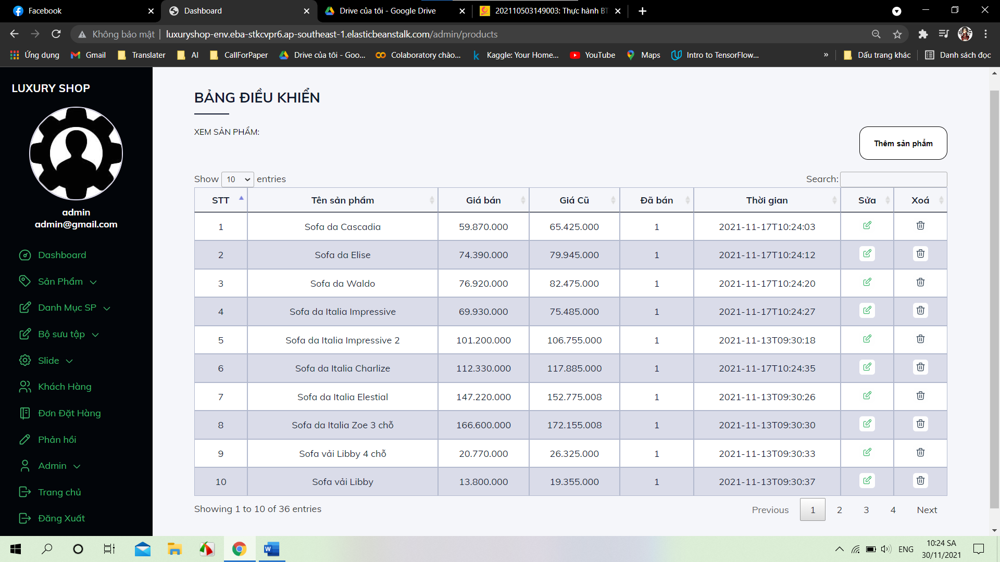 Facebook
Dashboard
Drive của tôi - Google Drive
202110503149003: Thực hành BT
Không bảo mật | luxuryshop-env.eba-stkcvpr6.ap-southeast-1.elasticbeanstalk.com/admin/products
Ứng dụng Gmail Translater AI CallForPaper Drive của tôi - Goo... Colaboratory chào... Kaggle: Your Home... YouTube Maps Intro to TensorFlow... » Dấu trang khác Danh sách đọc
LUXURY SHOP
admin
admin@gmail.com
Dashboard
Sản Phẩm
Danh Mục SP
Bộ sưu tập
Slide
Khách Hàng
Đơn Đặt Hàng
Phản hồi
Admin
Trang chủ
Đăng Xuất
BẢNG ĐIỀU KHIỂN
XEM SẢN PHẨM:
Thêm sản phẩm
Show 10 entries
Search:
STT Tên sản phẩm Giá bán Giá Cũ Đã bán Thời gian Sửa Xoá
1 Sofa da Cascadia 59.870.000 65.425.000 1 2021-11-17T10:24:03
2 Sofa da Elise 74.390.000 79.945.000 1 2021-11-17T10:24:12
3 Sofa da Waldo 76.920.000 82.475.000 1 2021-11-17T10:24:20
4 Sofa da Italia Impressive 69.930.000 75.485.000 1 2021-11-17T10:24:27
5 Sofa da Italia Impressive 2 101.200.000 106.755.000 1 2021-11-13T09:30:18
6 Sofa da Italia Charlize 112.330.000 117.885.000 1 2021-11-17T10:24:35
7 Sofa da Italia Elestial 147.220.000 152.775.008 1 2021-11-13T09:30:26
8 Sofa da Italia Zoe 3 chỗ 166.600.000 172.155.008 1 2021-11-13T09:30:30
9 Sofa vải Libby 4 chỗ 20.770.000 26.325.000 1 2021-11-13T09:30:33
10 Sofa vải Libby 13.800.000 19.355.000 1 2021-11-13T09:30:37
Showing 1 to 10 of 36 entries
Previous 1 2 3 4 Next
ENG
10:24 SA
30/11/2021